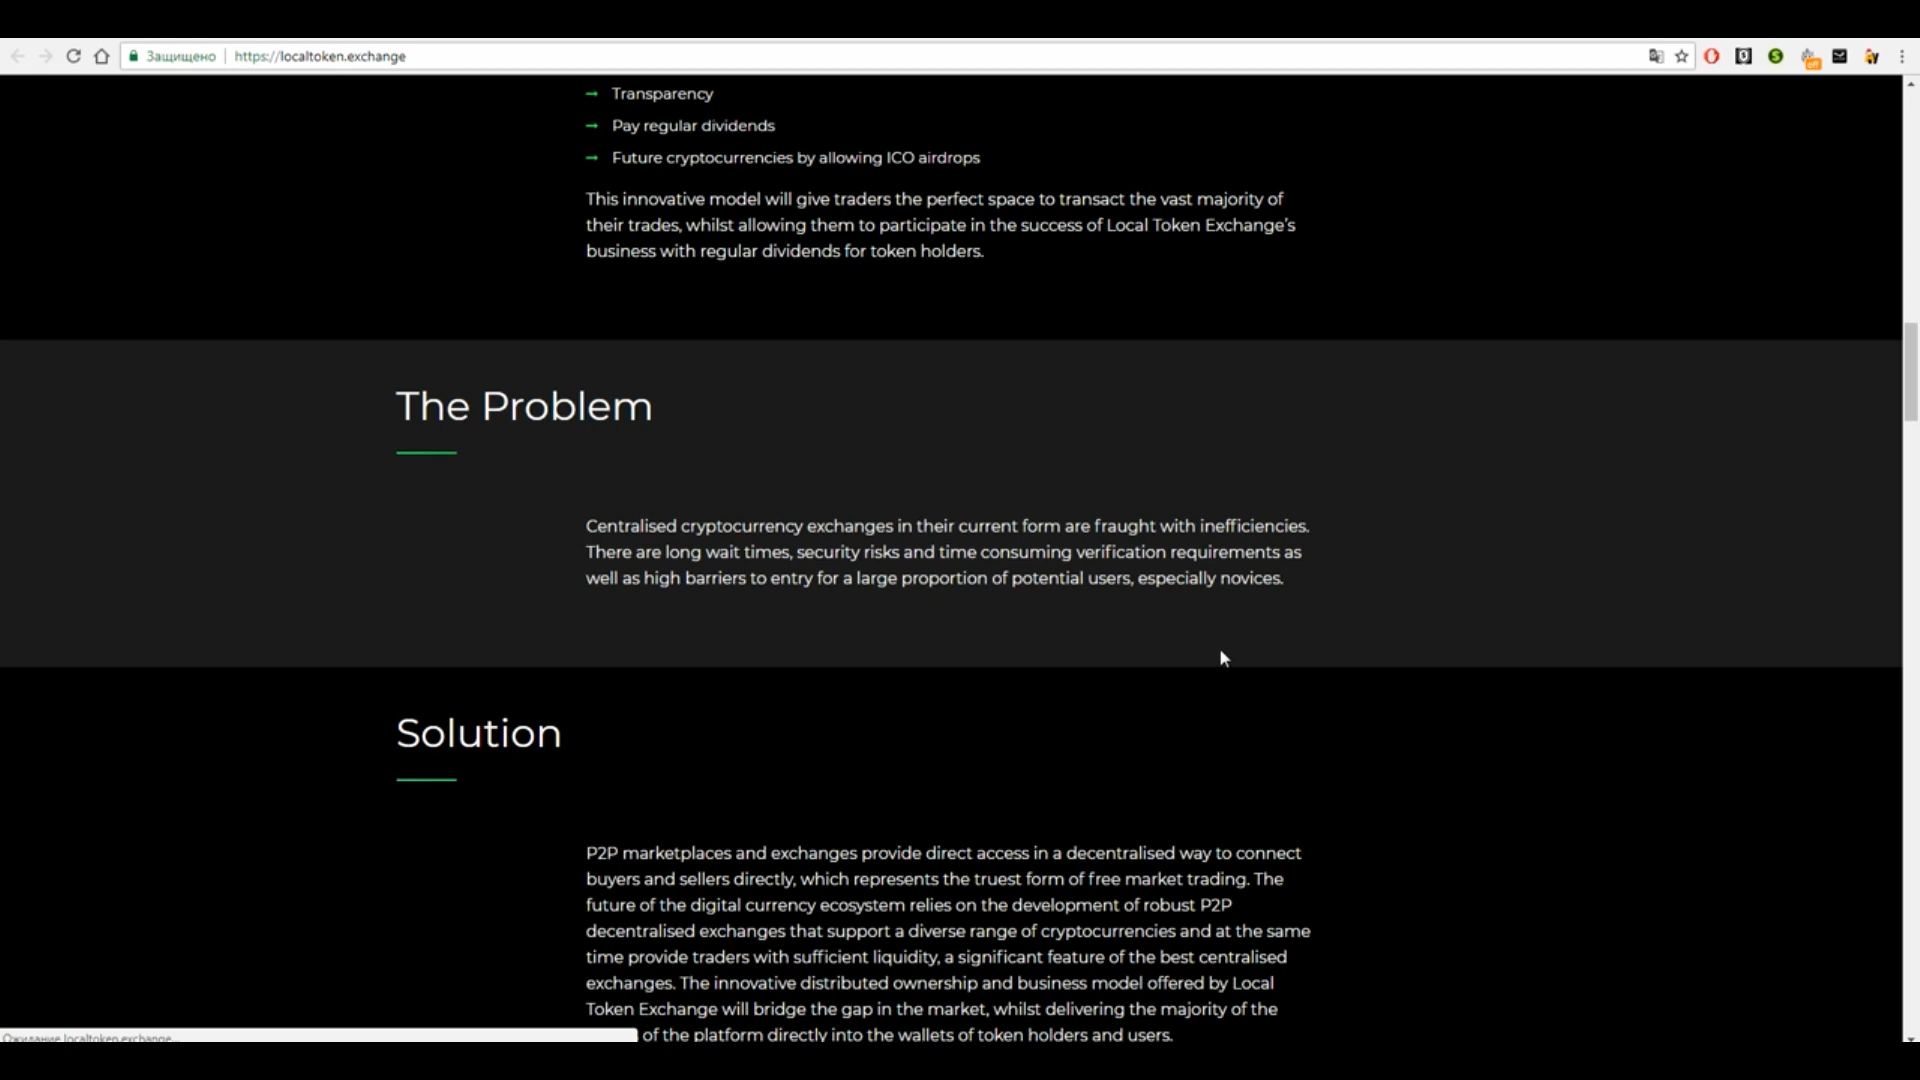 Защищено
https://localtoken.exchange
off
Transparency
Pay regular dividends
Future cryptocurrencies by allowing ICO airdrops
This innovative model will give traders the perfect space to transact the vast majority of
their trades, whilst allowing them to participate in the success of Local Token Exchange's
business with regular dividends for token holders.
The Problem
Centralised cryptocurrency exchanges in their current form are fraught with inefficiencies.
There are long wait times, security risks and time consuming verification requirements as
well as high barriers to entry for a large proportion of potential users, especially novices.
Solution
P2P marketplaces and exchanges provide direct access in a decentralised way to connect
buyers and sellers directly, which represents the truest form of free market trading. The
future of the digital currency ecosystem relies on the development of robust P2P
decentralised exchanges that support a diverse range of cryptocurrencies and at the same
time provide traders with sufficient liquidity, a significant feature of the best centralised
exchanges. The innovative distributed ownership and business model offered by Local
Token Exchange will bridge the gap in the market, whilst delivering the majority of the
of the platform directly into the wallets of token holders and users.
Ожидание localtoken.exchange...